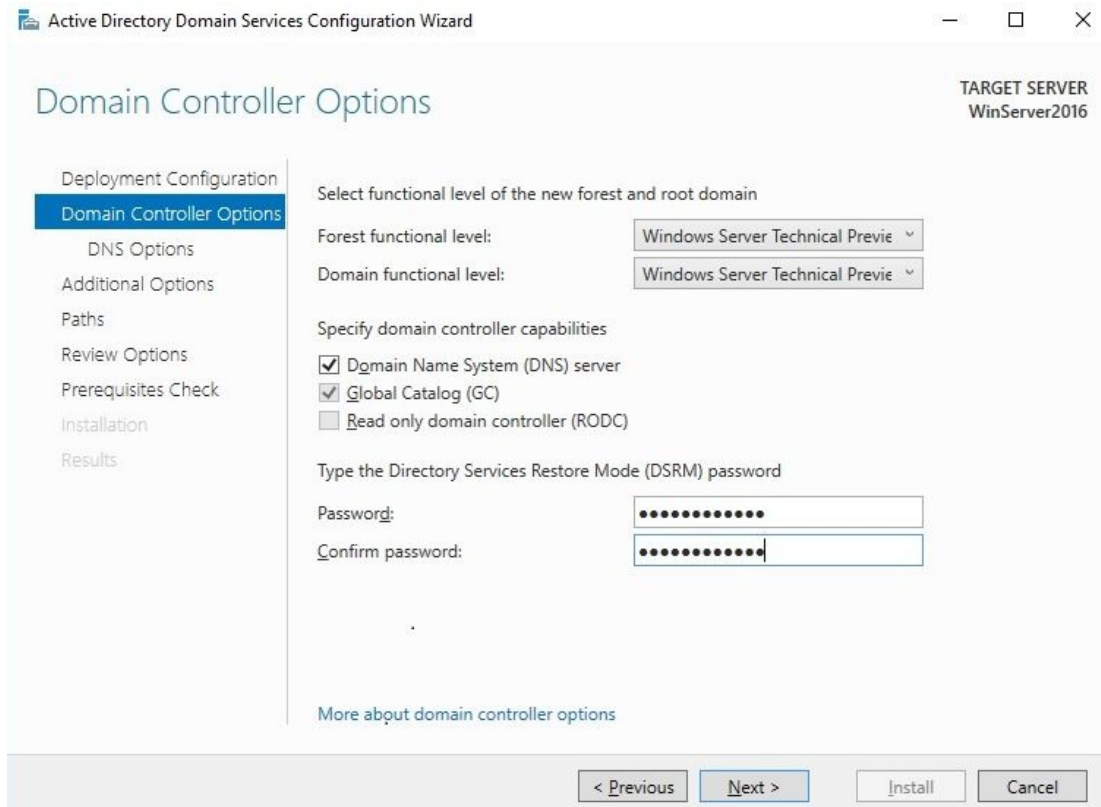 Active Directory Domain Services Configuration Wizard
Domain Controller Options
TARGET SERVER
WinServer2016
Deployment Configuration
Domain Controller Options
DNS Options
Additional Options
Paths
Review Options
Prerequisites Check
Installation
Results
Select functional level of the new forest and root domain
Forest functional level: Windows Server Technical Previe
Domain functional level: Windows Server Technical Previe
Specify domain controller capabilities
Domain Name System (DNS) server
Global Catalog (GC)
Read only domain controller (RODC)
Type the Directory Services Restore Mode (DSRM) password
Password: ●●●●●●●●●●●●
Confirm password: ●●●●●●●●●●●●
More about domain controller options
< Previous Next > Install Cancel